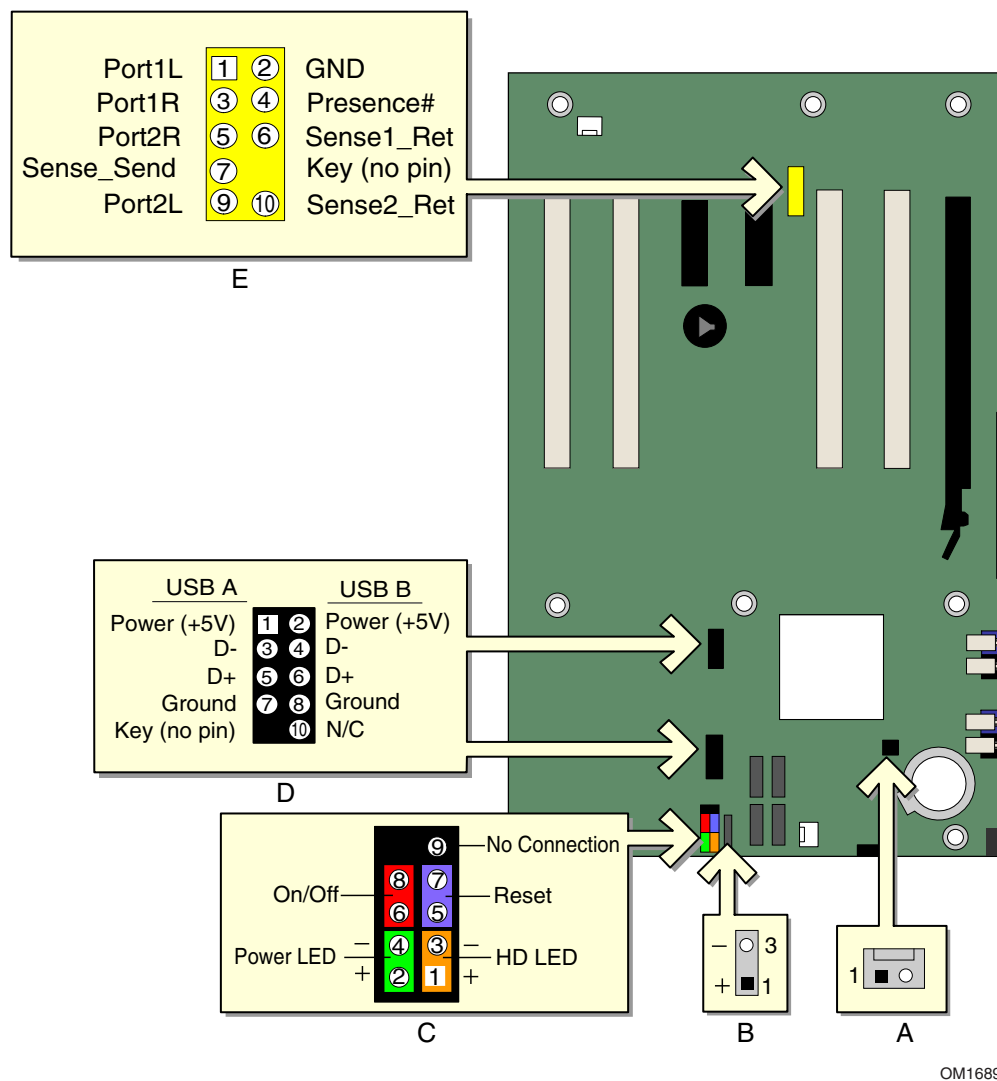 Port1L 1 2 GND
Port1R 3 4 Presence#
Port2R 5 6 Sense1_Ret
Sense_Send 7 Key (no pin)
Port2L 9 10 Sense2_Ret
E
USB A USB B
Power (+5V) 1 2 Power (+5V)
D- 3 4 D-
D+ 5 6 D+
Ground 7 8 Ground
Key (no pin) 10 N/C
D
9 No Connection
8 7
On/Off Reset
6 5
− 4 3 −
Power LED HD LED
+ 2 1 +
C
− 3
+ 1
B
1
A
OM1689